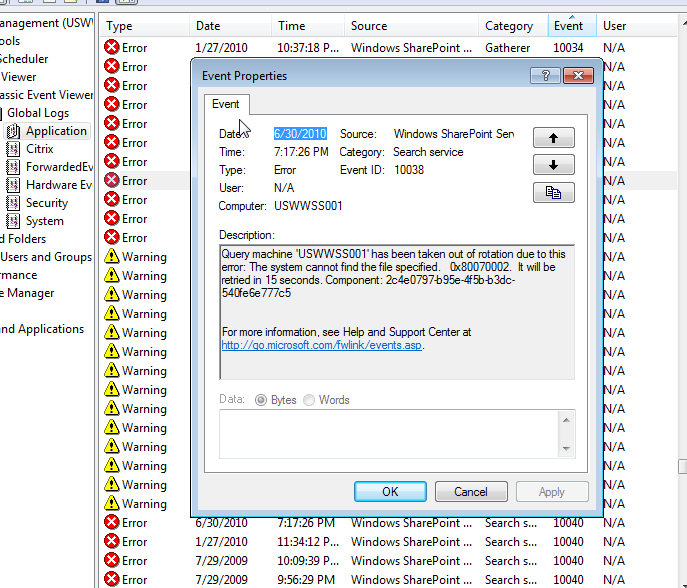 anagement (USW
ools
cheduler
Viewer
assic Event Viewer
Global Logs
Application
Citrix
ForwardedEv
Hardware Ev
Security
System
d Folders
Users and Groups
rmance
e Manager
and Applications
Type Date Time Source Category Event User
Error 1/27/2010 10:37:18 P... Windows SharePoint ... Gatherer 10034 N/A
Error N/A
Error N/A
Error N/A
Error N/A
Error N/A
Error N/A
Error N/A
Error N/A
Error N/A
Error N/A
Warning N/A
Warning N/A
Warning N/A
Warning N/A
Warning N/A
Warning N/A
Warning N/A
Warning N/A
Warning N/A
Warning N/A
Warning N/A
Warning N/A
Warning N/A
Warning N/A
Error 6/30/2010 7:17:26 PM Windows SharePoint ... Search s... 10040 N/A
Error 1/27/2010 11:34:12 P... Windows SharePoint ... Search s... 10040 N/A
Error 7/29/2009 10:09:39 P... Windows SharePoint ... Search s... 10040 N/A
Error 7/29/2009 9:56:29 PM Windows SharePoint ... Search s... 10040 N/A
Event Properties
?
Event
Date: 6/30/2010 Source: Windows SharePoint Serv
Time: 7:17:26 PM Category: Search service
Type: Error Event ID: 10038
User: N/A
Computer: USWWSS001
Description:
Query machine 'USWWSS001' has been taken out of rotation due to this
error: The system cannot find the file specified. 0x80070002. It will be
retried in 15 seconds. Component: 2c4e0797-b95e-4f5b-b3dc-
540fe6e777c5
For more information, see Help and Support Center at
http://go.microsoft.com/fwlink/events.asp.
Data: Bytes Words
OK Cancel Apply